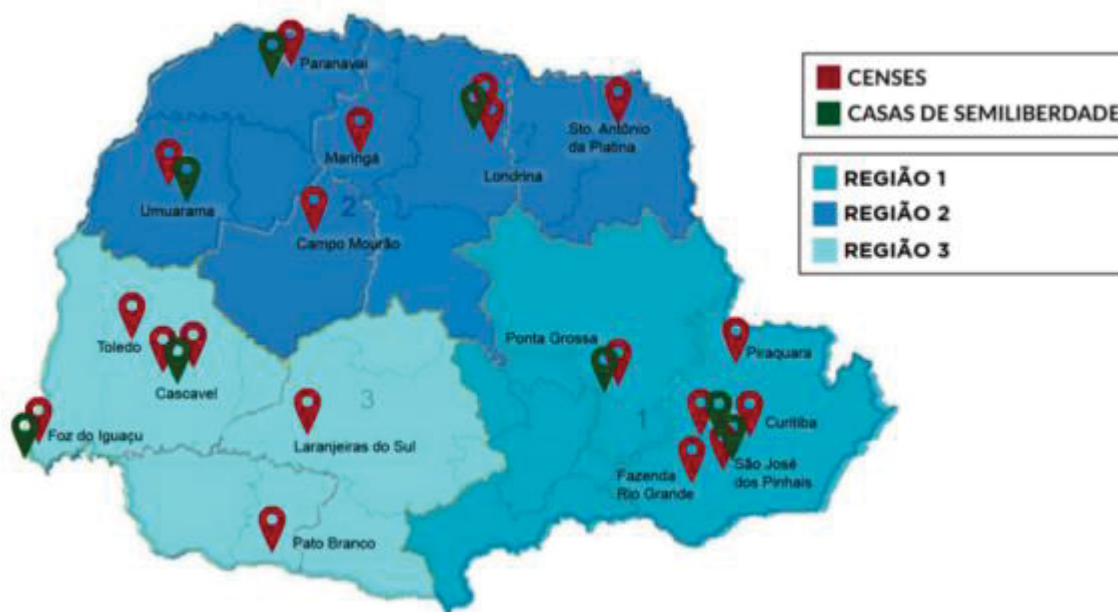 Paranavaí
Maringá
Sto. Antônio
da Platina
Londrina
Umuarama
2
Campo Mourão
Toledo
Cascavel
Foz do Iguaçu
3
Laranjeiras do Sul
Pato Branco
Ponta Grossa
Piraquara
1
Curitiba
Fazenda
Rio Grande
São José
dos Pinhais
CENSES
CASAS DE SEMILIBERDADE
REGIÃO 1
REGIÃO 2
REGIÃO 3